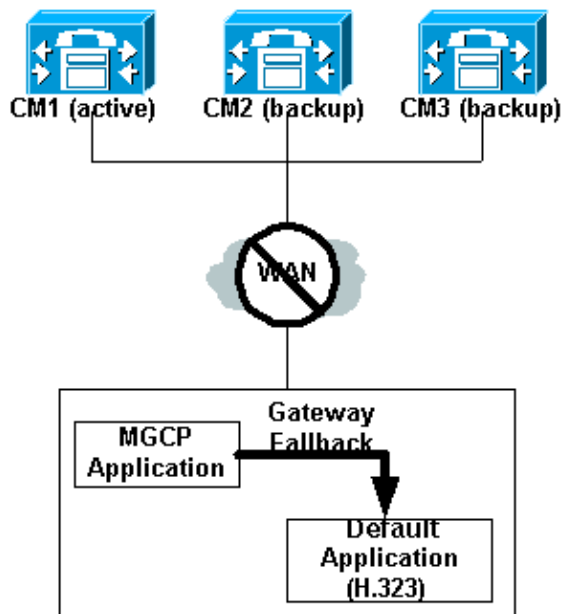 CM1 (active)
CM2 (backup)
CM3 (backup)
WAN
Gateway
Fallback
MGCP
Application
Default
Application
(H.323)